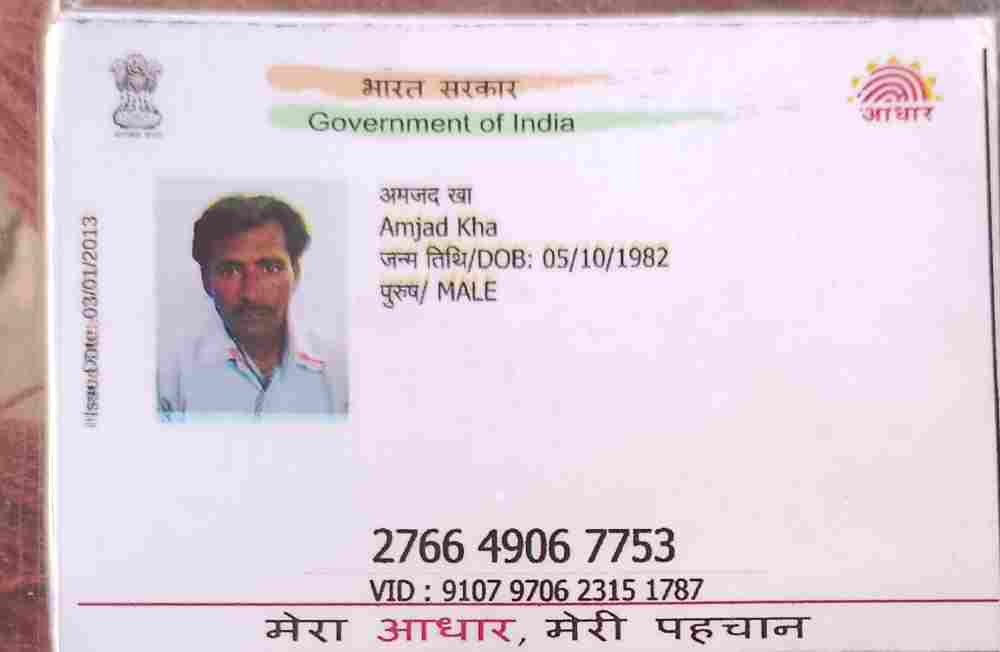 भारत सरकार
Government of India
आधार
Issue Date: 03/01/2013
अमजद खा
Amjad Kha
जन्म तिथि/DOB: 05/10/1982
पुरुष/ MALE
2766 4906 7753
VID : 9107 9706 2315 1787
मेरा आधार, मेरी पहचान